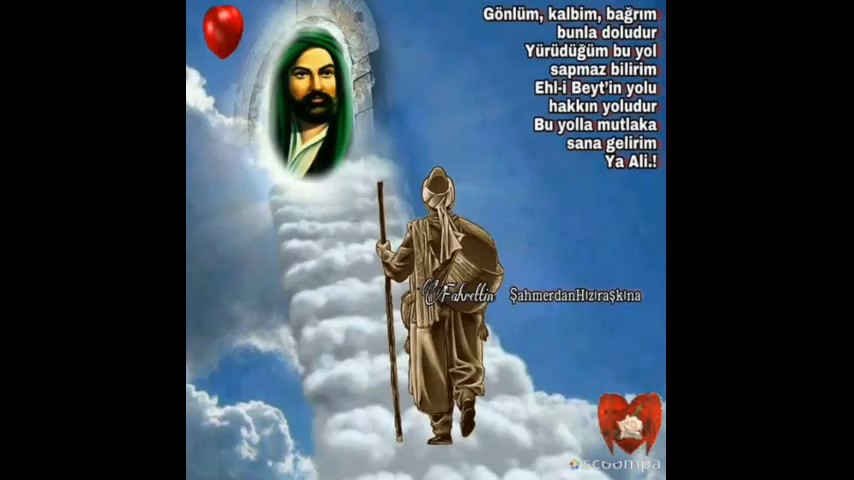 Gönlüm, kalbim, bağrım
bunla doludur
Yürüdüğüm bu yol
sapmaz bilirim
Ehl-i Beyt'in yolu
hakkın yoludur
Bu yolla mutlaka
sana gelirim
Ya Ali.!
Fahrettin ŞahmerdanHıziraşkına
scoompa